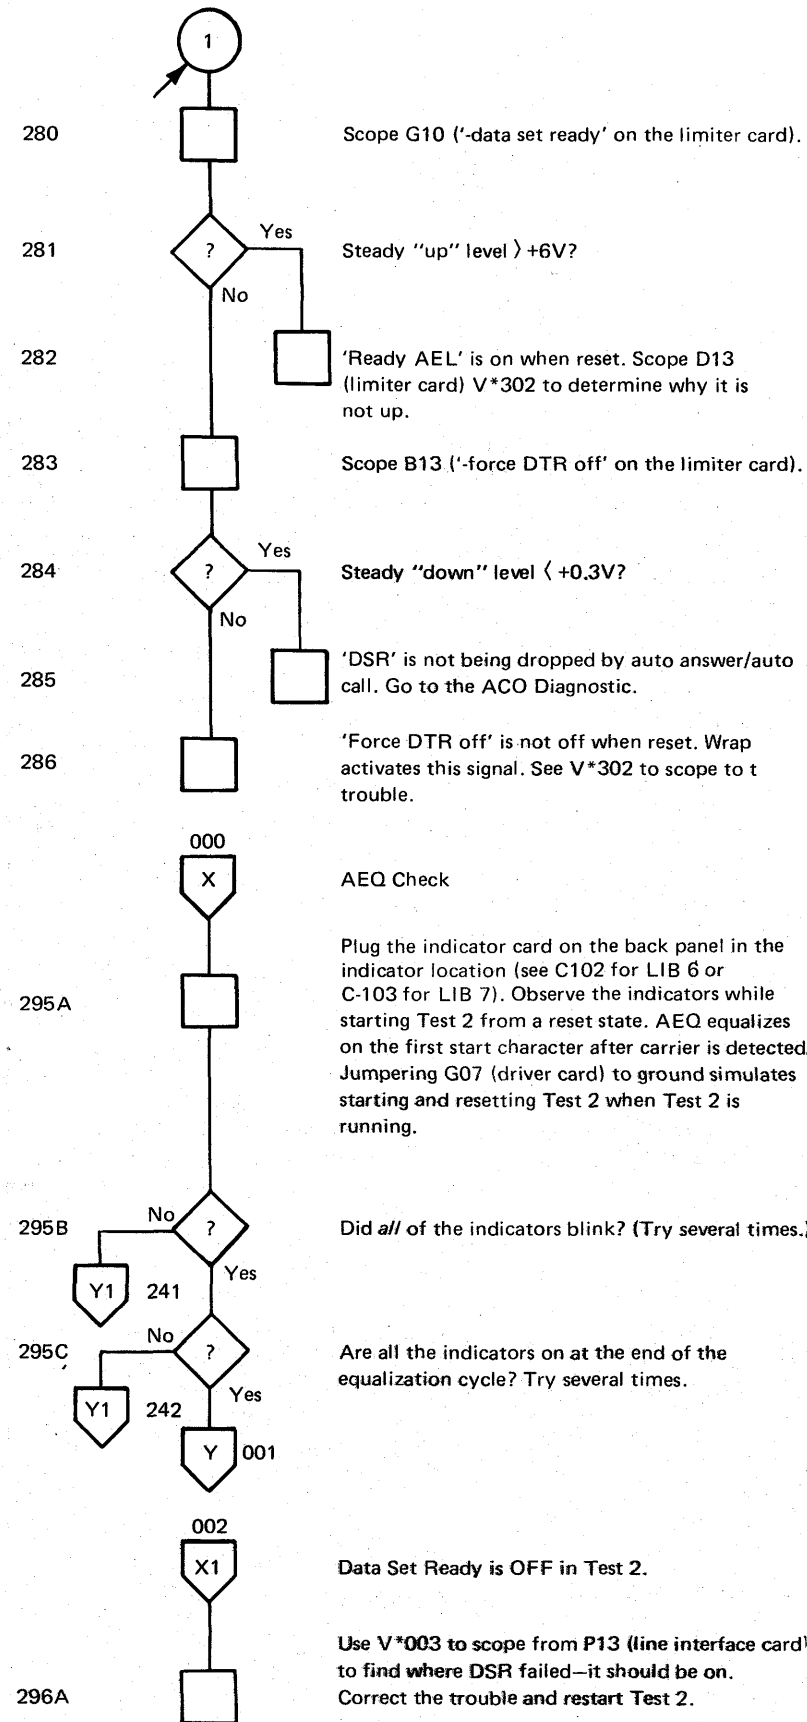 1
280
Scope G10 ('-data set ready' on the limiter card).
281
?
Yes
No
Steady "up" level ⟩ +6V?
282
'Ready AEL' is on when reset. Scope D13
(limiter card) V*302 to determine why it is
not up.
283
Scope B13 ('-force DTR off' on the limiter card).
284
?
Yes
No
Steady "down" level ⟨ +0.3V?
285
'DSR' is not being dropped by auto answer/auto
call. Go to the ACO Diagnostic.
286
'Force DTR off' is not off when reset. Wrap
activates this signal. See V*302 to scope to t
trouble.
000
X
AEQ Check
295A
Plug the indicator card on the back panel in the
indicator location (see C102 for LIB 6 or
C-103 for LIB 7). Observe the indicators while
starting Test 2 from a reset state. AEQ equalizes
on the first start character after carrier is detected.
Jumpering G07 (driver card) to ground simulates
starting and resetting Test 2 when Test 2 is
running.
295B
No
?
Yes
Did all of the indicators blink? (Try several times.)
Y1 241
295C
No
?
Yes
Are all the indicators on at the end of the
equalization cycle? Try several times.
Y1 242
Y 001
002
X1
Data Set Ready is OFF in Test 2.
296A
Use V*003 to scope from P13 (line interface card)
to find where DSR failed—it should be on.
Correct the trouble and restart Test 2.